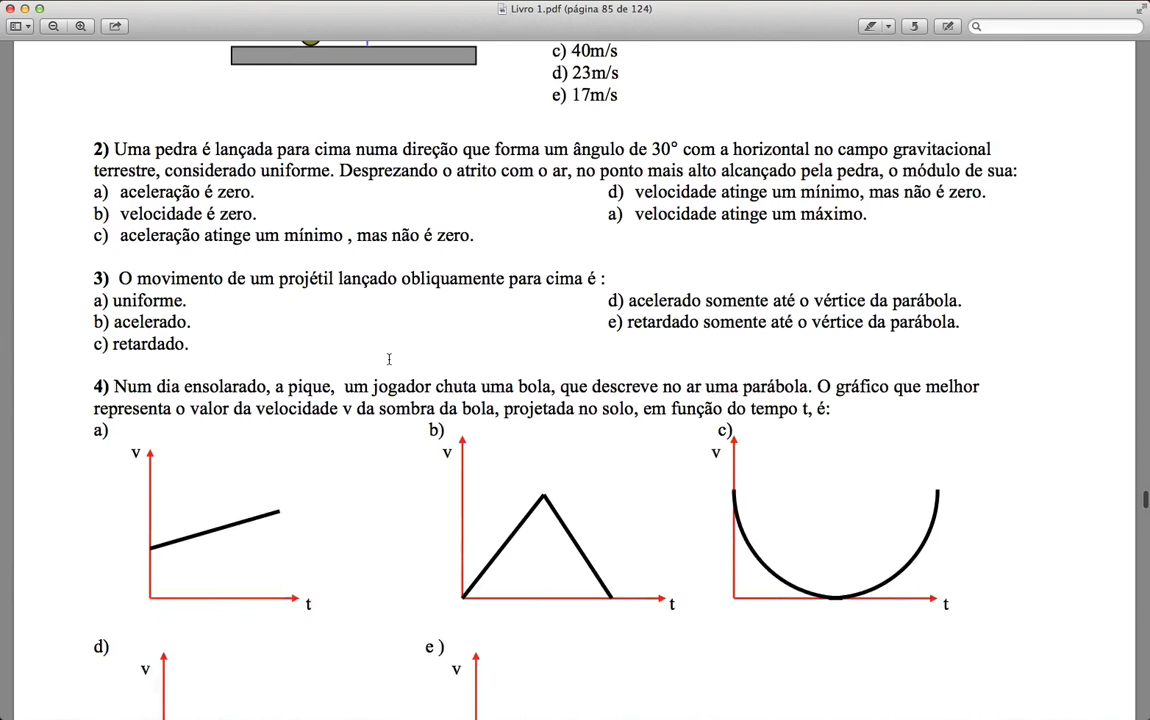 Livro 1.pdf (página 85 de 124)
c) 40m/s
d) 23m/s
e) 17m/s
2) Uma pedra é lançada para cima numa direção que forma um ângulo de 30° com a horizontal no campo gravitacional
terrestre, considerado uniforme. Desprezando o atrito com o ar, no ponto mais alto alcançado pela pedra, o módulo de sua:
a) aceleração é zero.
b) velocidade é zero.
c) aceleração atinge um mínimo , mas não é zero.
d) velocidade atinge um mínimo, mas não é zero.
a) velocidade atinge um máximo.
3) O movimento de um projétil lançado obliquamente para cima é :
a) uniforme.
b) acelerado.
c) retardado.
d) acelerado somente até o vértice da parábola.
e) retardado somente até o vértice da parábola.
4) Num dia ensolarado, a pique, um jogador chuta uma bola, que descreve no ar uma parábola. O gráfico que melhor
representa o valor da velocidade v da sombra da bola, projetada no solo, em função do tempo t, é:
a)
v
t
b)
v
t
c)
v
t
d)
v
e )
v